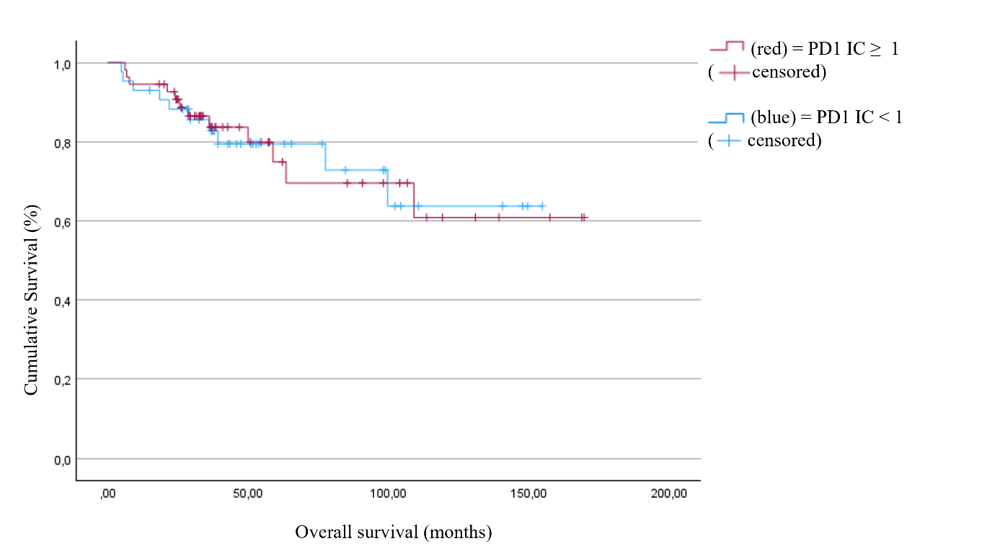 (red) = PD1 IC ≥ 1
( censored)
(blue) = PD1 IC < 1
( censored)
Cumulative Survival (%)
1,0
0,8
0,6
0,4
0,2
0,0
,00 50,00 100,00 150,00 200,00
Overall survival (months)